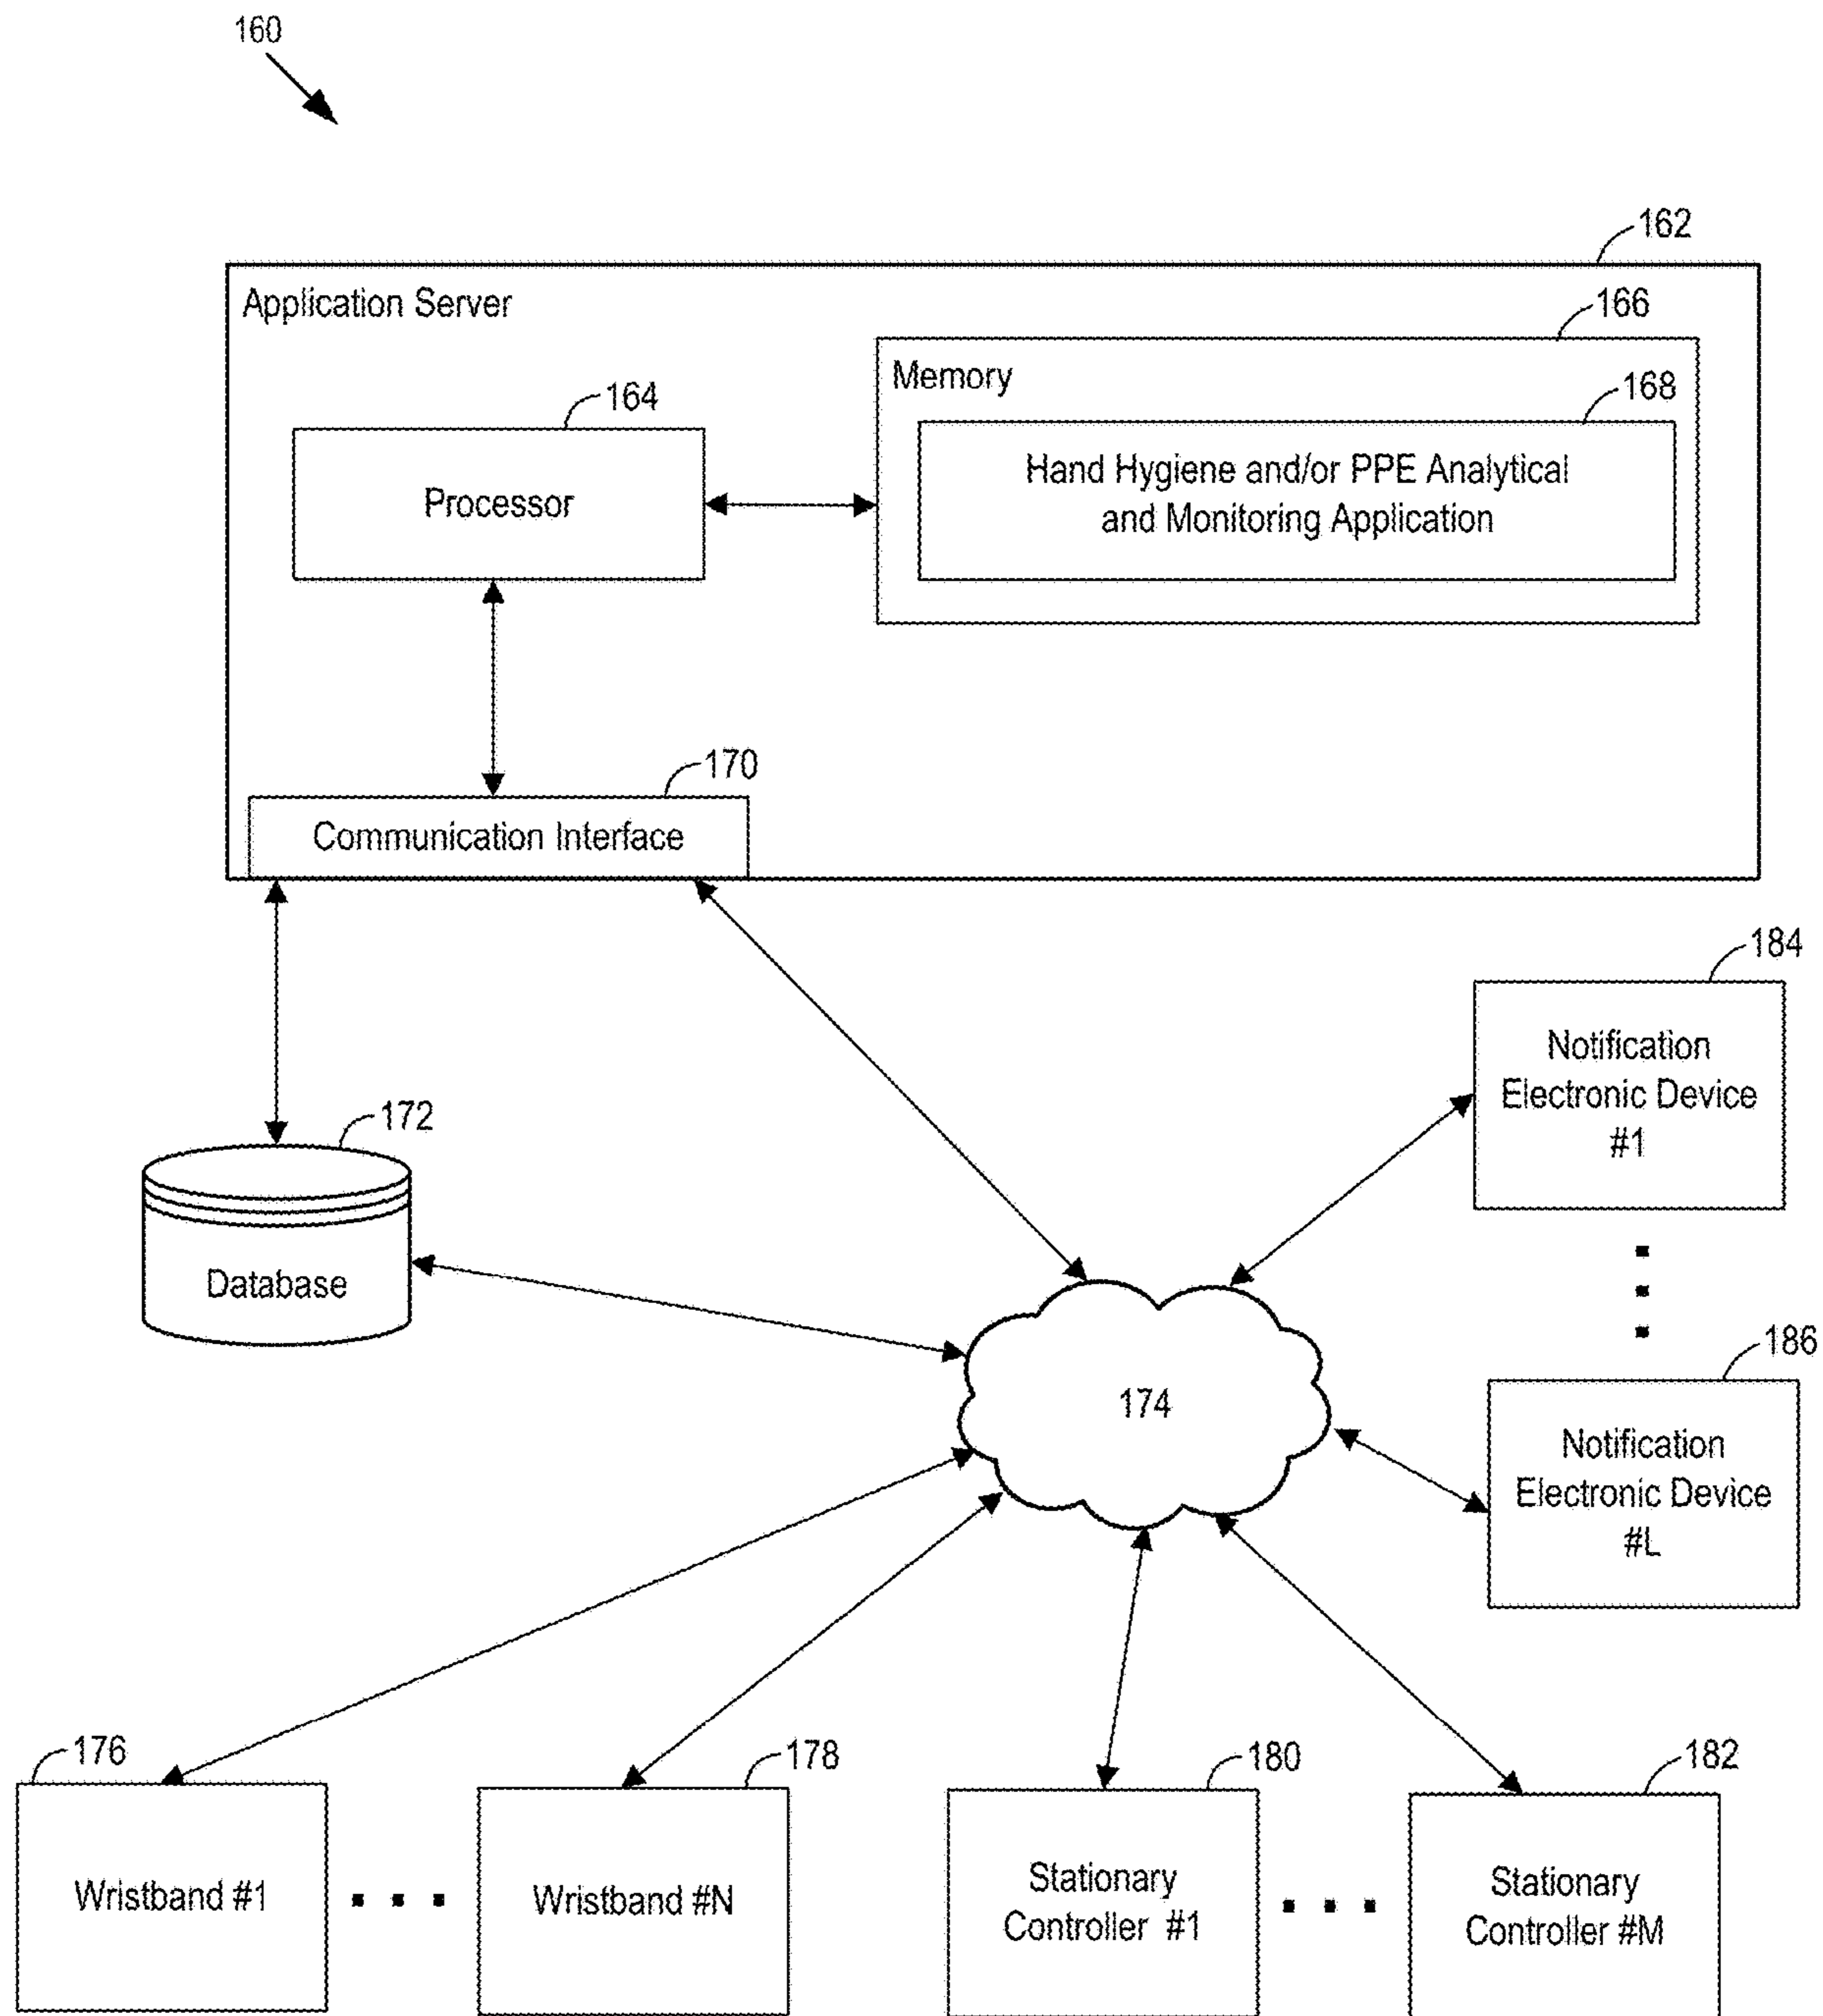 160
162
Application Server
166
Memory
164
168
Processor
Hand Hygiene and/or PPE Analytical
and Monitoring Application
170
Communication Interface
184
Notification
Electronic Device
#1
172
Database
174
186
Notification
Electronic Device
#L
176
178
180
182
Wristband #1
Wristband #N
Stationary
Controller #1
Stationary
Controller #M